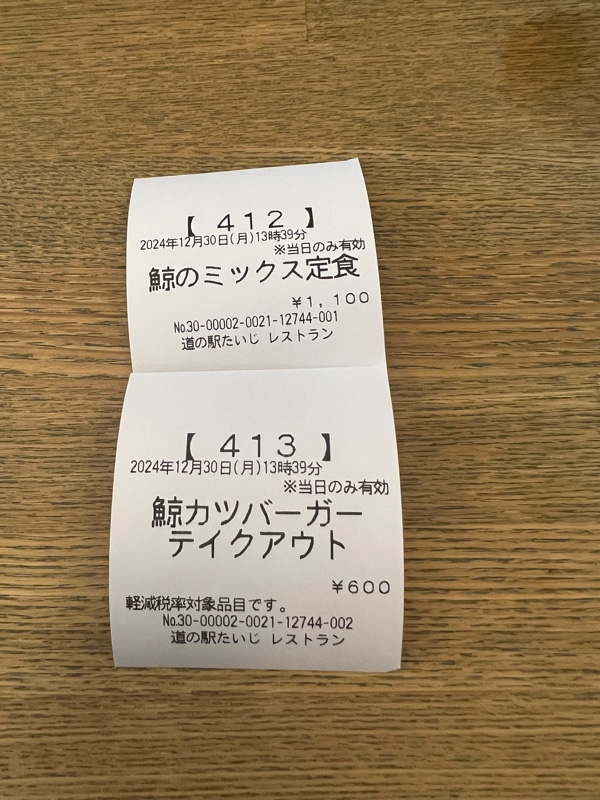 【 412 】
2024年12月30日(月)13時39分
※当日のみ有効
鯨のミックス定食
¥1,100
No.30-00002-0021-12744-001
道の駅たいじ レストラン
【 413 】
2024年12月30日(月)13時39分
※当日のみ有効
鯨カツバーガー
テイクアウト
¥600
軽減税率対象品目です。
No.30-00002-0021-12744-002
道の駅たいじ レストラン